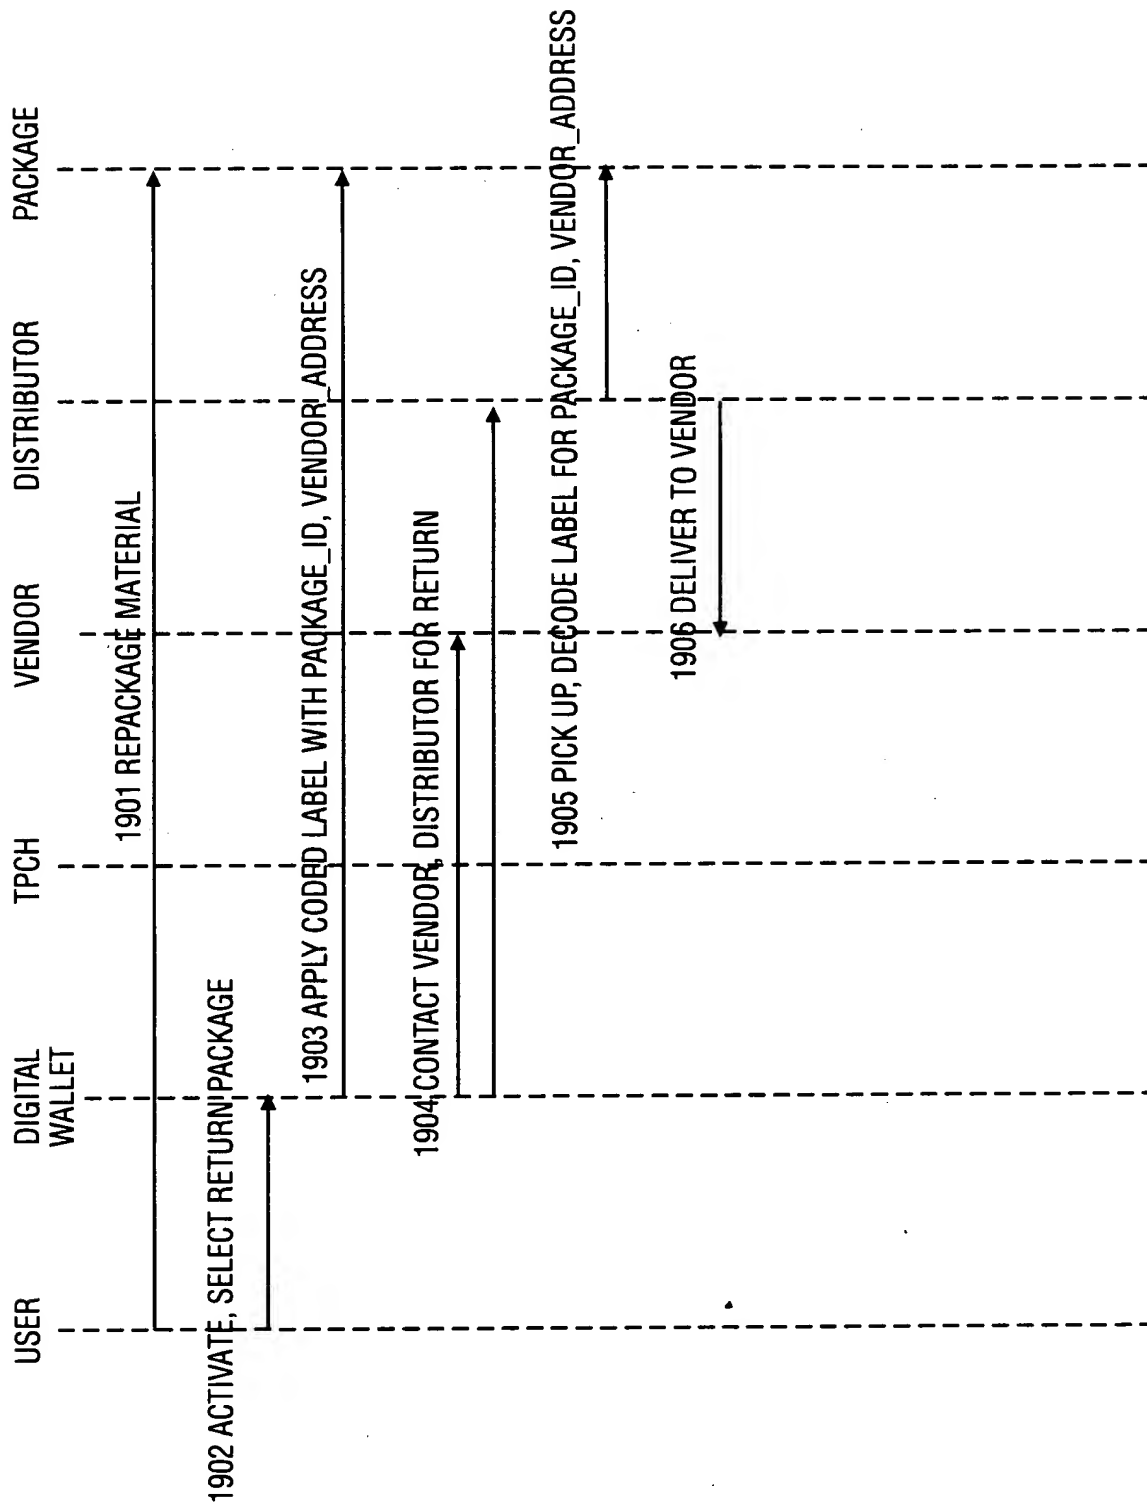 USER
DIGITAL
WALLET
TPCH
VENDOR
DISTRIBUTOR
PACKAGE
1901 REPACKAGE MATERIAL
1902 ACTIVATE, SELECT RETURN PACKAGE
1903 APPLY CODED LABEL WITH PACKAGE_ID, VENDOR_ADDRESS
1904 CONTACT VENDOR, DISTRIBUTOR FOR RETURN
1905 PICK UP, DECODE LABEL FOR PACKAGE_ID, VENDOR_ADDRESS
1906 DELIVER TO VENDOR